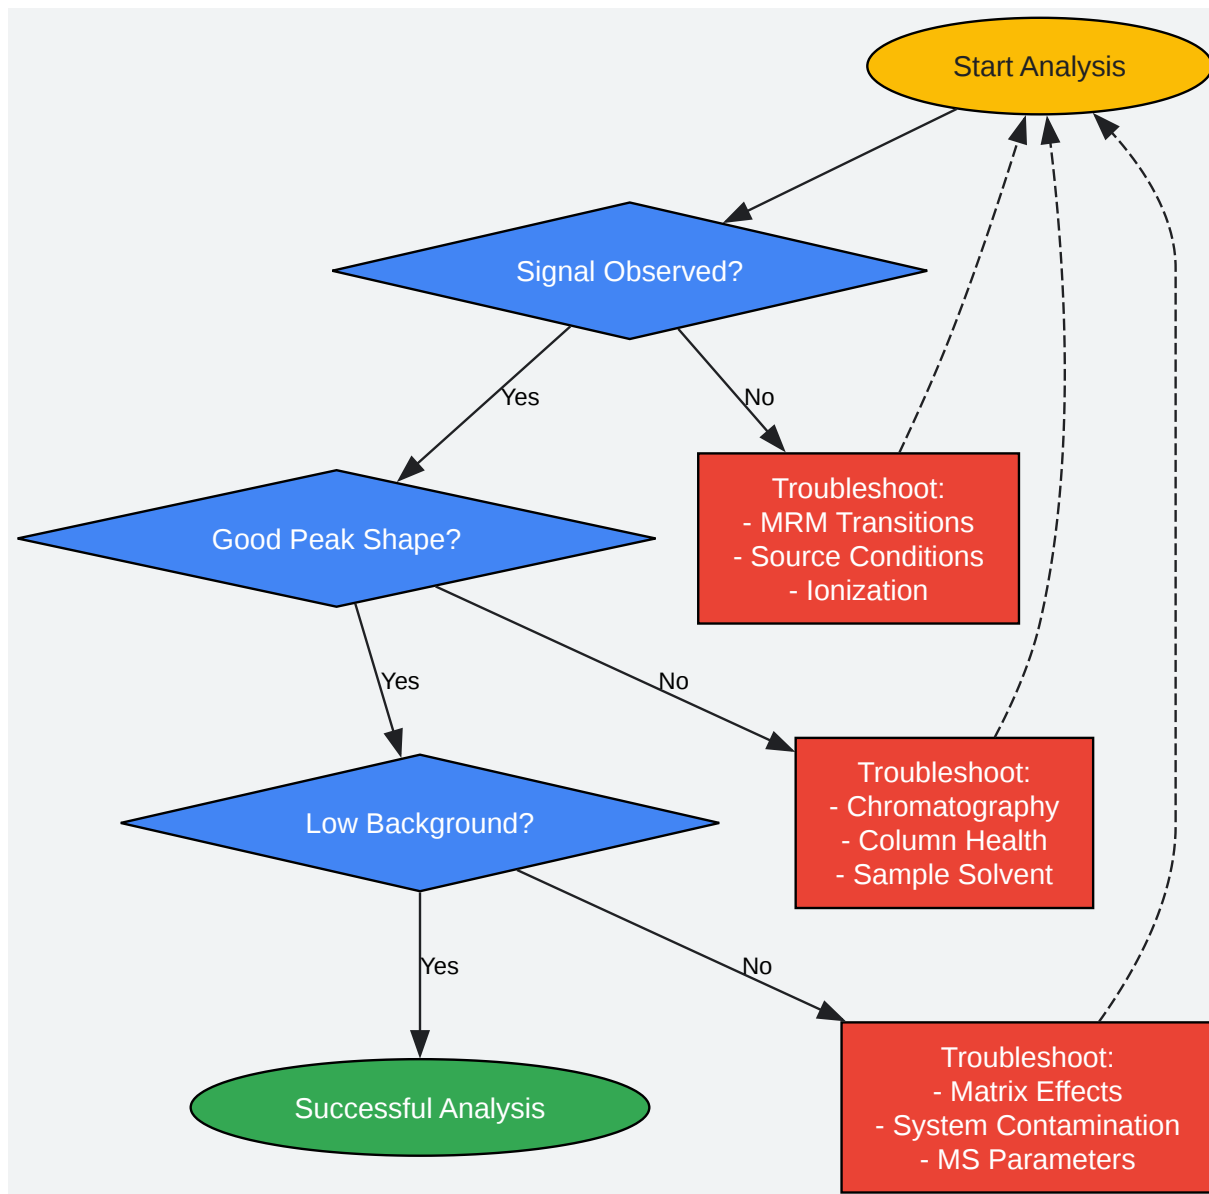 Start Analysis
Signal Observed?
Yes
No
Troubleshoot:
- MRM Transitions
- Source Conditions
- Ionization
Good Peak Shape?
Yes
No
Troubleshoot:
- Chromatography
- Column Health
- Sample Solvent
Low Background?
Yes
No
Successful Analysis
Troubleshoot:
- Matrix Effects
- System Contamination
- MS Parameters